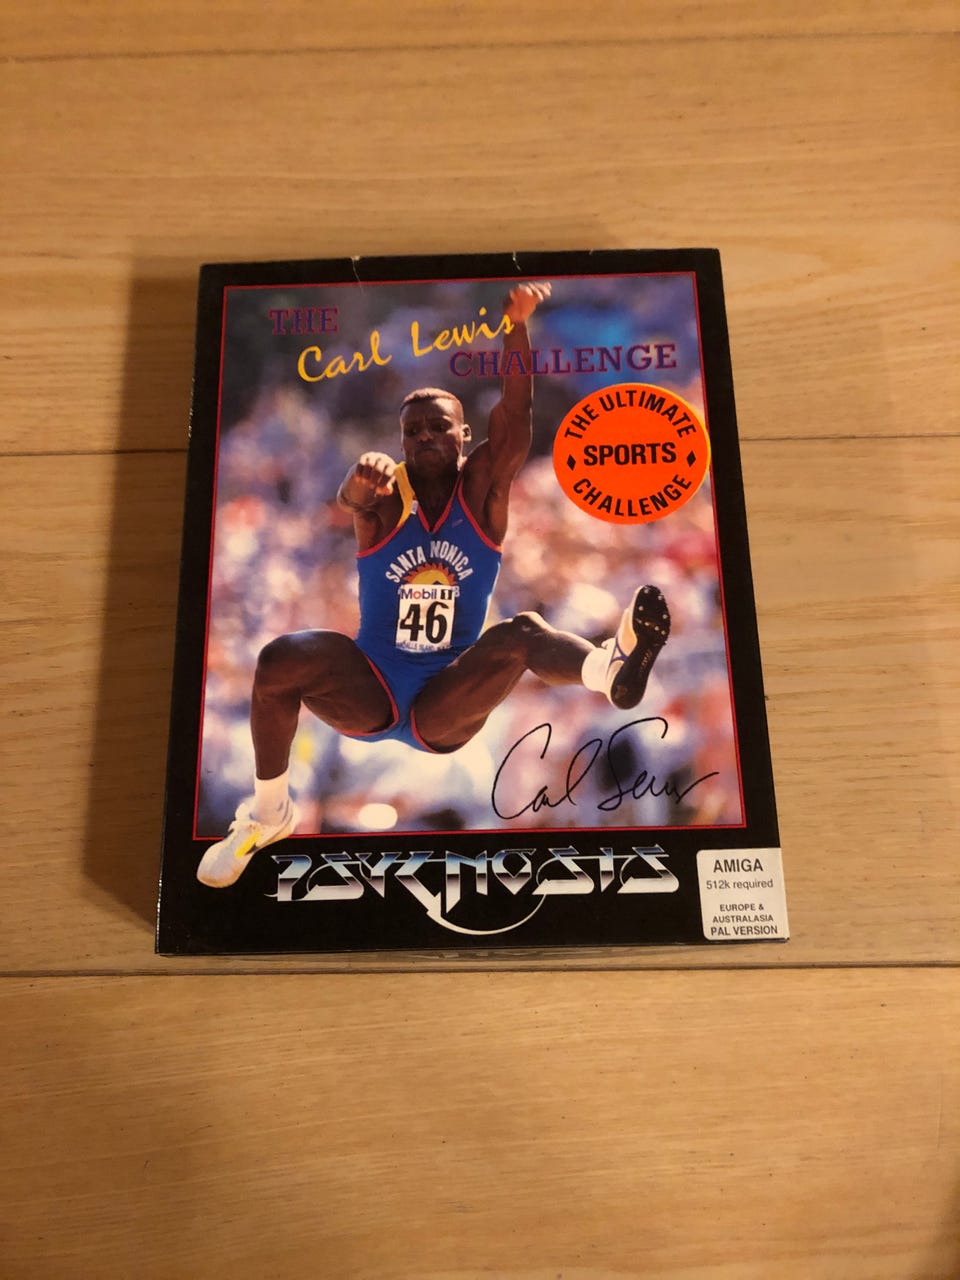 THE
Carl Lewis
CHALLENGE
THE ULTIMATE
SPORTS
CHALLENGE
SANTA MONICA
Mobil 1
46
Carl Lewis
PSYGNOSIS
AMIGA
512k required
EUROPE &
AUSTRALASIA
PAL VERSION